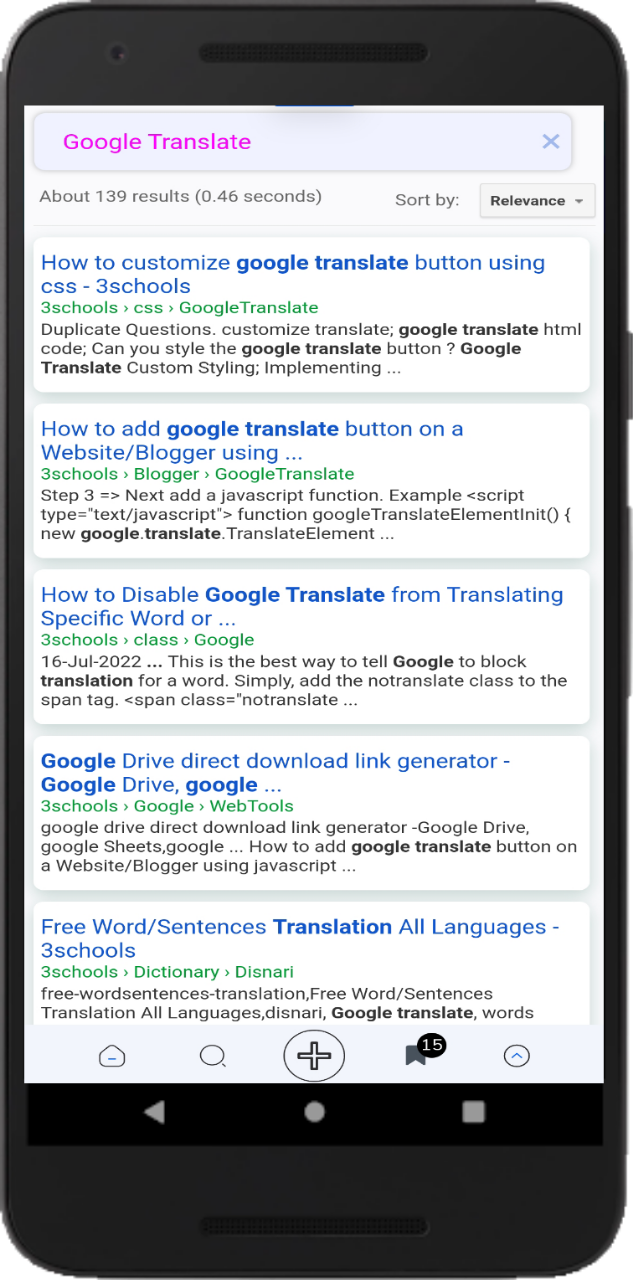 Google Translate
About 139 results (0.46 seconds)
Sort by:
Relevance
How to customize google translate button using
css - 3schools
3schools › css › GoogleTranslate
Duplicate Questions. customize translate; google translate html
code; Can you style the google translate button ? Google
Translate Custom Styling; Implementing ...
How to add google translate button on a
Website/Blogger using ...
3schools › Blogger › GoogleTranslate
Step 3 => Next add a javascript function. Example <script
type="text/javascript"> function googleTranslateElementInit() {
new google.translate.TranslateElement ...
How to Disable Google Translate from Translating
Specific Word or ...
3schools › class › Google
16-Jul-2022 ... This is the best way to tell Google to block
translation for a word. Simply, add the notranslate class to the
span tag. <span class="notranslate ...
Google Drive direct download link generator -
Google Drive, google ...
3schools › Google › WebTools
google drive direct download link generator -Google Drive,
google Sheets,google ... How to add google translate button on
a Website/Blogger using javascript ...
Free Word/Sentences Translation All Languages -
3schools
3schools › Dictionary › Disnari
free-wordsentences-translation,Free Word/Sentences
Translation All Languages,disnari, Google translate, words
15